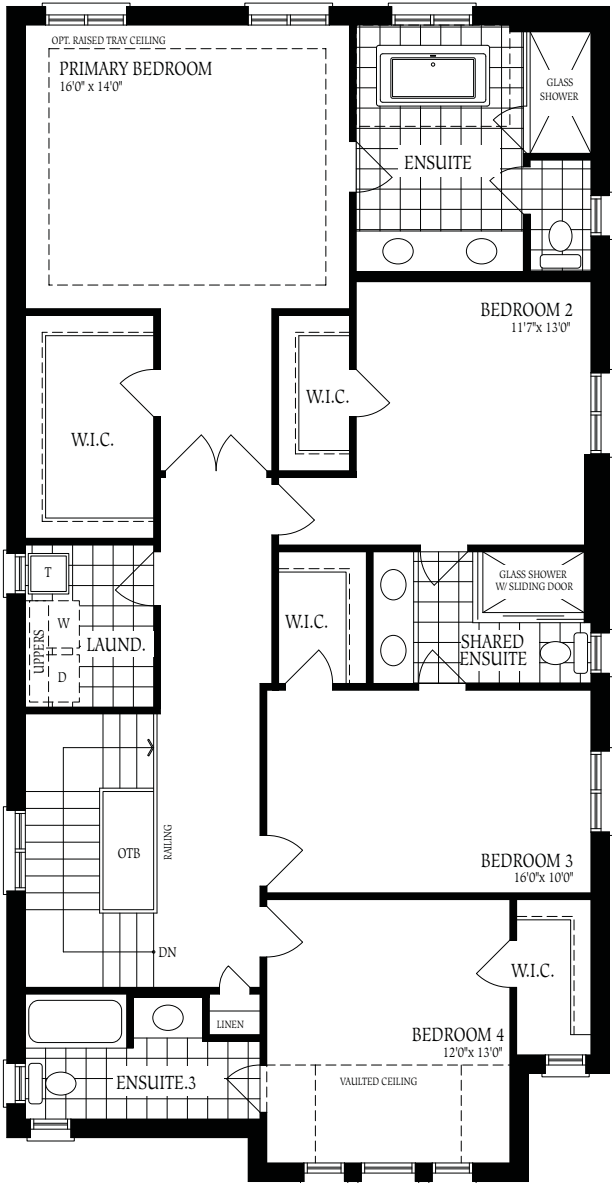 OPT. RAISED TRAY CEILING
PRIMARY BEDROOM
16'0" x 14'0"
GLASS
SHOWER
ENSUITE
BEDROOM 2
11'7"x 13'0"
W.I.C.
W.I.C.
T
W
UPPERS
LAUND.
D
W.I.C.
GLASS SHOWER
W/ SLIDING DOOR
SHARED
ENSUITE
OTB
RAILING
DN
BEDROOM 3
16'0"x 10'0"
W.I.C.
LINEN
BEDROOM 4
12'0"x 13'0"
ENSUITE.3
VAULTED CEILING